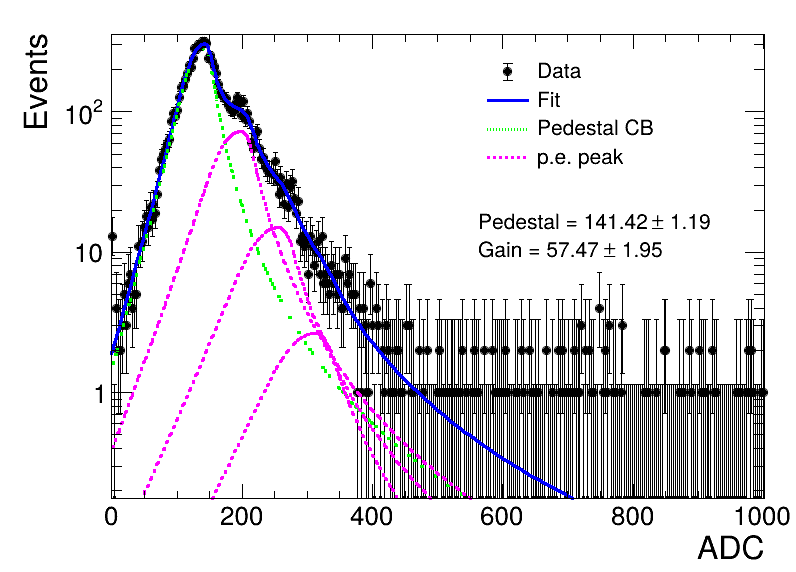 Events
10²
10
1
Data
Fit
Pedestal CB
p.e. peak
Pedestal = 141.42 ± 1.19
Gain = 57.47 ± 1.95
0 200 400 600 800 1000
ADC